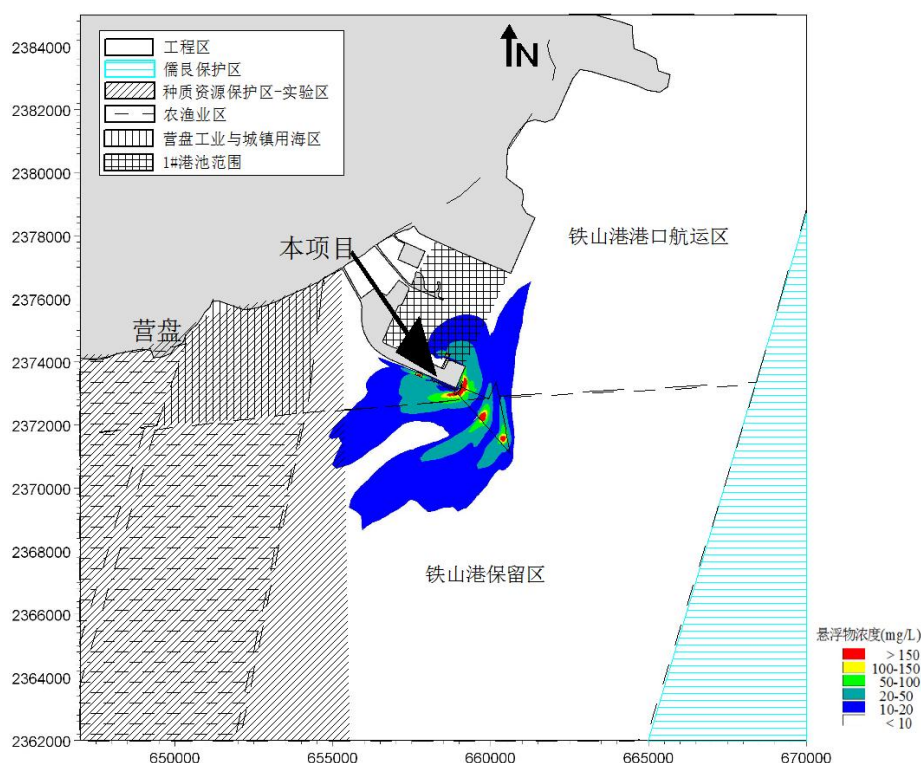 2384000
2382000
2380000
2378000
2376000
2374000
2372000
2370000
2368000
2366000
2364000
2362000
工程区
儒艮保护区
种质资源保护区-实验区
农渔业区
营盘工业与城镇用海区
1#港池范围
N
铁山港港口航运区
本项目
营盘
铁山港保留区
悬浮物浓度(mg/L)
> 150
100-150
50-100
20-50
10-20
< 10
650000
655000
660000
665000
670000